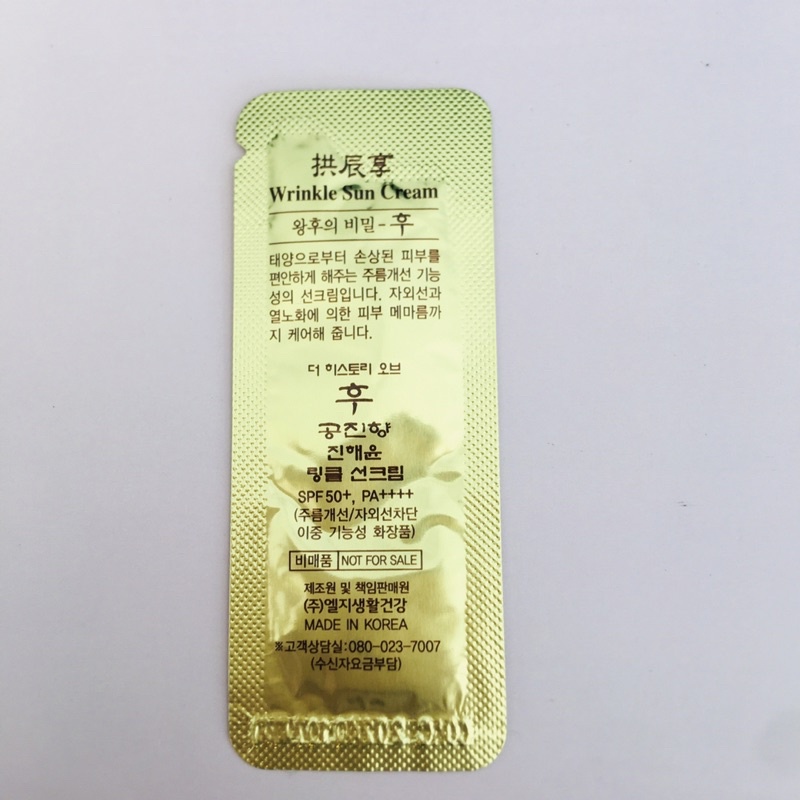 拱辰享
Wrinkle Sun Cream
왕후의 비밀-후
태양으로부터 손상된 피부를
편안하게 해주는 주름개선 기능
성의 선크림입니다. 자외선과
열노화에 의한 피부 메마름까
지 케어해 줍니다.
더 히스토리 오브
후
공진향
진해윤
링클 선크림
SPF50+, PA++++
(주름개선/자외선차단
이중 기능성 화장품)
비매품 NOT FOR SALE
제조원 및 책임판매원
(주)엘지생활건강
MADE IN KOREA
※고객상담실:080-023-7007
(수신자요금부담)